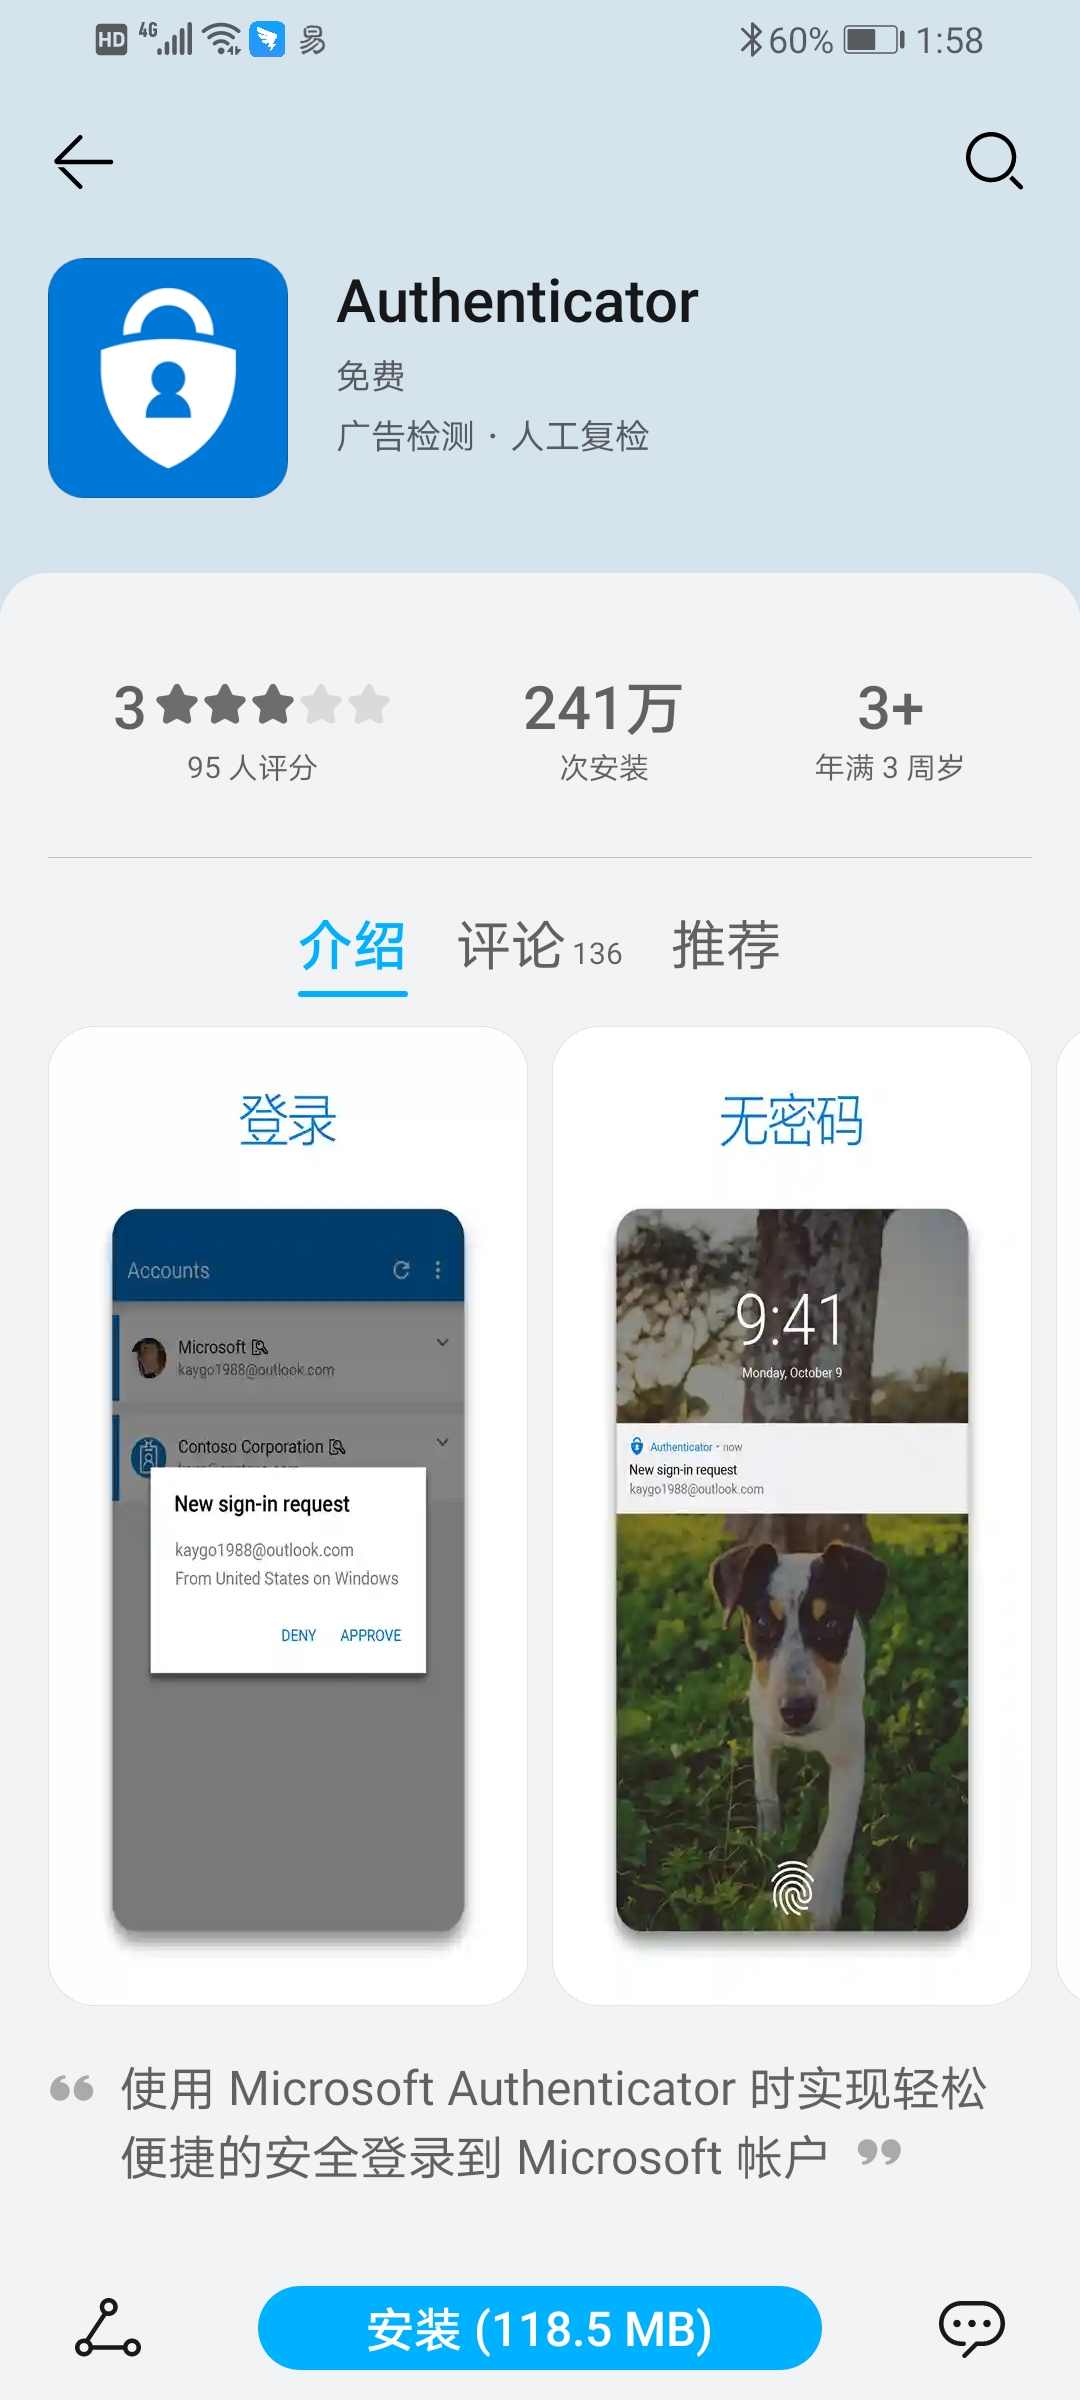 HD 4G 易 60% 1:58
Authenticator
免费
广告检测 · 人工复检
3 241万 3+
95 人评分 次安装 年满 3 周岁
介绍 评论 136 推荐
登录
Accounts
Microsoft
kaygo1988@outlook.com
Contoso Corporation
New sign-in request
kaygo1988@outlook.com
From United States on Windows
DENY APPROVE
无密码
9:41
Monday, October 9
Authenticator · now
New sign-in request
kaygo1988@outlook.com
“ 使用 Microsoft Authenticator 时实现轻松
便捷的安全登录到 Microsoft 帐户 ”
安装 (118.5 MB)